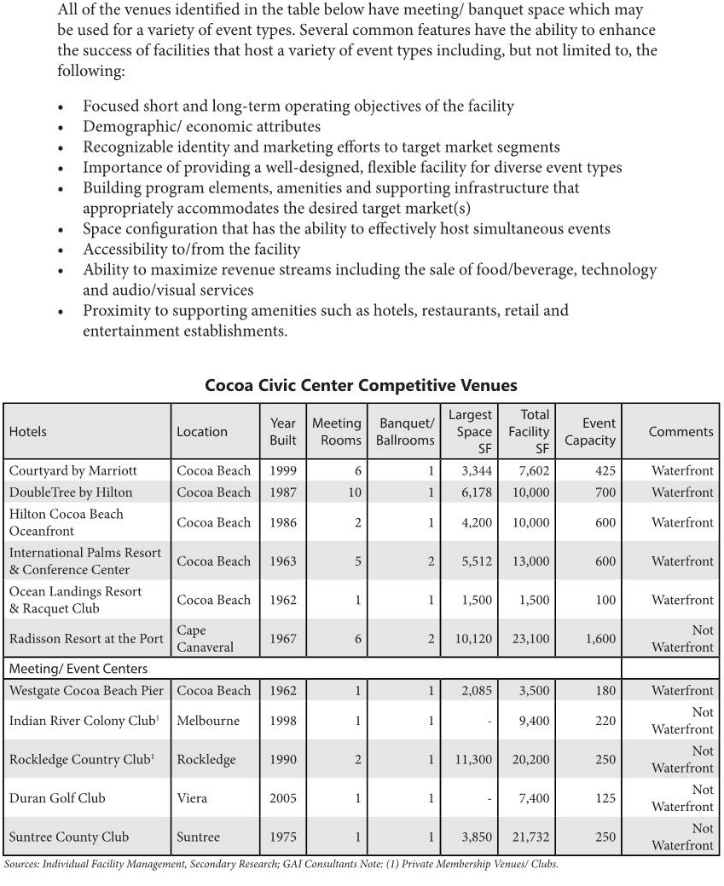 All of the venues identified in the table below have meeting/ banquet space which may
be used for a variety of event types. Several common features have the ability to enhance
the success of facilities that host a variety of event types including, but not limited to, the
following:
• Focused short and long-term operating objectives of the facility
• Demographic/ economic attributes
• Recognizable identity and marketing efforts to target market segments
• Importance of providing a well-designed, flexible facility for diverse event types
• Building program elements, amenities and supporting infrastructure that
appropriately accommodates the desired target market(s)
• Space configuration that has the ability to effectively host simultaneous events
• Accessibility to/from the facility
• Ability to maximize revenue streams including the sale of food/beverage, technology
and audio/visual services
• Proximity to supporting amenities such as hotels, restaurants, retail and
entertainment establishments.
Cocoa Civic Center Competitive Venues
Hotels Location Year Built Meeting Rooms Banquet/ Ballrooms Largest Space SF Total Facility SF Event Capacity Comments
Courtyard by Marriott Cocoa Beach 1999 6 1 3,344 7,602 425 Waterfront
DoubleTree by Hilton Cocoa Beach 1987 10 1 6,178 10,000 700 Waterfront
Hilton Cocoa Beach Oceanfront Cocoa Beach 1986 2 1 4,200 10,000 600 Waterfront
International Palms Resort & Conference Center Cocoa Beach 1963 5 2 5,512 13,000 600 Waterfront
Ocean Landings Resort & Racquet Club Cocoa Beach 1962 1 1 1,500 1,500 100 Waterfront
Radisson Resort at the Port Cape Canaveral 1967 6 2 10,120 23,100 1,600 Not Waterfront
Meeting/ Event Centers
Westgate Cocoa Beach Pier Cocoa Beach 1962 1 1 2,085 3,500 180 Waterfront
Indian River Colony Club¹ Melbourne 1998 1 1 - 9,400 220 Not Waterfront
Rockledge Country Club¹ Rockledge 1990 2 1 11,300 20,200 250 Not Waterfront
Duran Golf Club Viera 2005 1 1 - 7,400 125 Not Waterfront
Suntree County Club Suntree 1975 1 1 3,850 21,732 250 Not Waterfront
Sources: Individual Facility Management, Secondary Research; GAI Consultants Note: (1) Private Membership Venues/ Clubs.